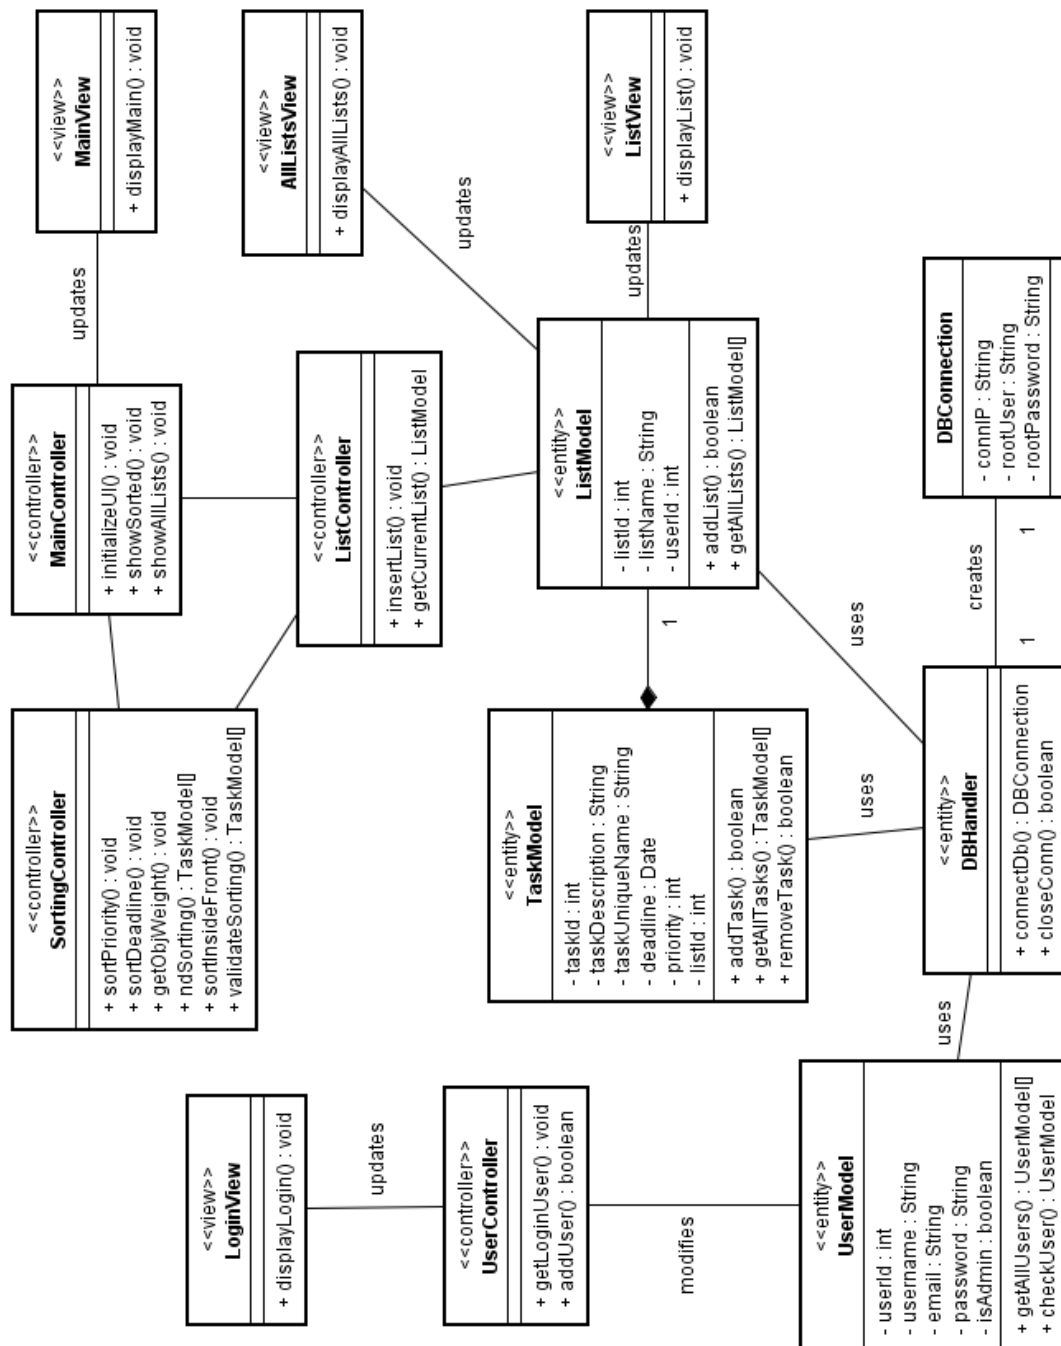 <<view>>
LoginView
+ displayLogin() : void
updates
<<controller>>
UserController
+ getLoginUser() : void
+ addUser() : boolean
modifies
<<entity>>
UserModel
- userId : int
- username : String
- email : String
- password : String
- isAdmin : boolean
+ getAllUsers() : UserModel[]
+ checkUser() : UserModel
uses
<<controller>>
SortingController
+ sortPriority() : void
+ sortDeadline() : void
+ getObjWeight() : void
+ ndSorting() : TaskModel[]
+ sortInsideFront() : void
+ validateSorting() : TaskModel[]
<<entity>>
TaskModel
- taskId : int
- taskDescription : String
- taskUniqueName : String
- deadline : Date
- priority : int
- listId : int
+ addTask() : boolean
+ getAllTasks() : TaskModel[]
+ removeTask() : boolean
uses
<<entity>>
DBHandler
+ connectDb() : DBConnection
+ closeConn() : boolean
<<controller>>
MainController
+ initializeUI() : void
+ showSorted() : void
+ showAllLists() : void
<<controller>>
ListController
+ insertList() : void
+ getCurrentList() : ListModel
<<entity>>
ListModel
- listId : int
- listName : String
- userId : int
+ addList() : boolean
+ getAllLists() : ListModel[]
1
uses
1
creates
1
DBConnection
- connIP : String
- rootUser : String
- rootPassword : String
updates
<<view>>
MainView
+ displayMain() : void
<<view>>
AllListsView
+ displayAllLists() : void
updates
<<view>>
ListView
+ displayList() : void
updates